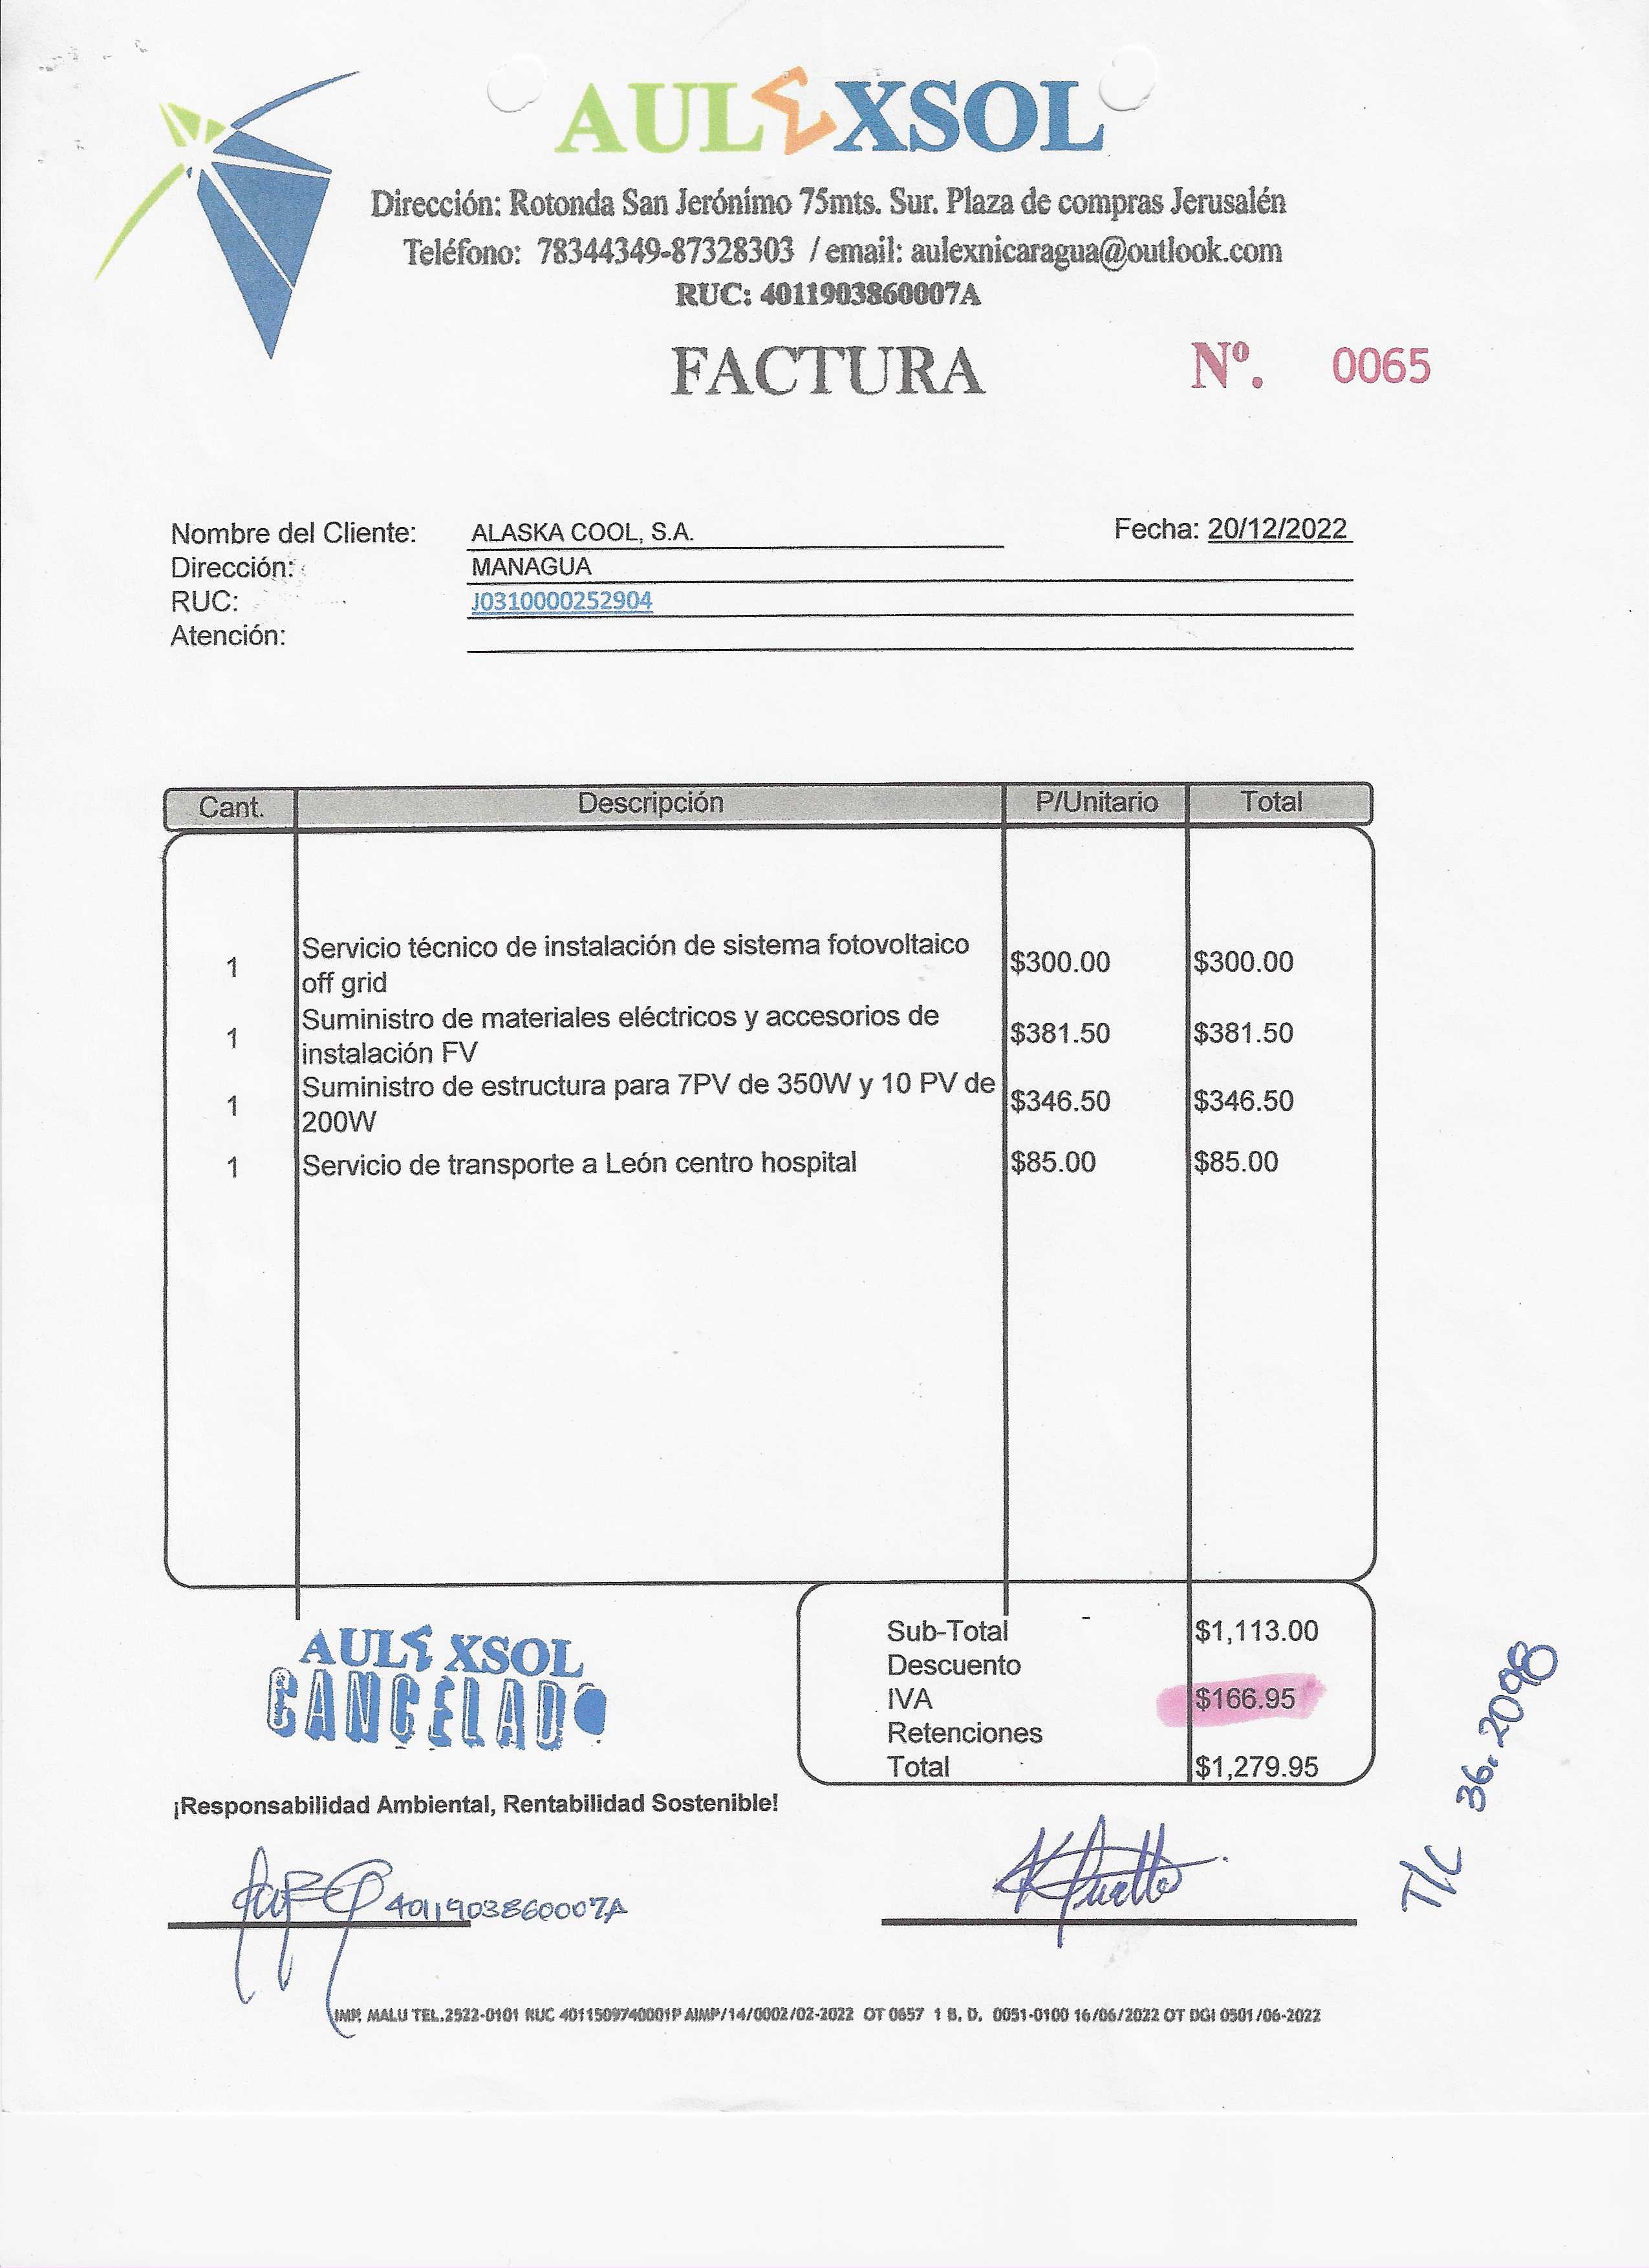 AULEXSOL
Dirección: Rotonda San Jerónimo 75mts. Sur. Plaza de compras Jerusalén
Teléfono: 78344349-87328303 / email: aulexnicaragua@outlook.com
RUC: 4011903860007A
FACTURA Nº. 0065
Nombre del Cliente: ALASKA COOL, S.A. Fecha: 20/12/2022
Dirección: MANAGUA
RUC: J0310000252904
Atención:
Cant. Descripción P/Unitario Total
1 Servicio técnico de instalación de sistema fotovoltaico $300.00 $300.00
off grid
1 Suministro de materiales eléctricos y accesorios de $381.50 $381.50
instalación FV
1 Suministro de estructura para 7PV de 350W y 10 PV de $346.50 $346.50
200W
1 Servicio de transporte a León centro hospital $85.00 $85.00
Sub-Total - $1,113.00
Descuento
IVA $166.95
Retenciones
Total $1,279.95
AULEXSOL
CANCELADO
T/C 36.2098
¡Responsabilidad Ambiental, Rentabilidad Sostenible!
4011903860007A
IMP. MALU TEL.2522-0101 RUC 4011509740001P AIMP/14/0002/02-2022 OT 0657 1 B. D. 0051-0100 16/06/2022 OT DGI 0501/06-2022